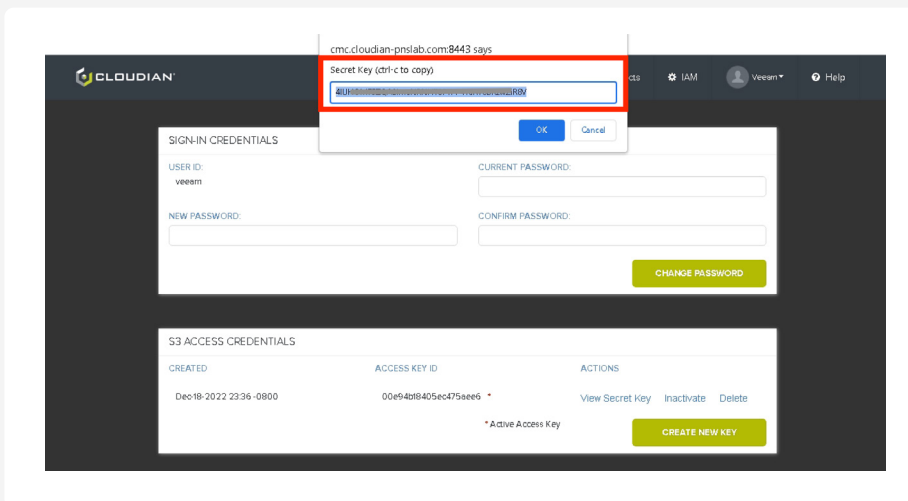 cmc.cloudian-pnslab.com:8443 says
Secret Key (ctrl-c to copy)
CLOUDIAN
IAM
Veeam
Help
OK
Cancel
SIGN-IN CREDENTIALS
USER ID:
CURRENT PASSWORD:
veeam
NEW PASSWORD:
CONFIRM PASSWORD:
CHANGE PASSWORD
S3 ACCESS CREDENTIALS
CREATED
ACCESS KEY ID
ACTIONS
Dec-18-2022 23:36 -0800
00e94b18405ec475aee6 *
View Secret Key
Inactivate
Delete
* Active Access Key
CREATE NEW KEY